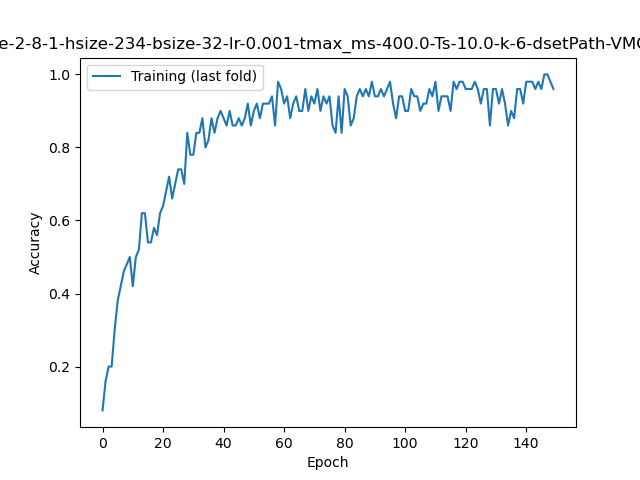 e-2-8-1-hsize-234-bsize-32-lr-0.001-tmax_ms-400.0-Ts-10.0-k-6-dsetPath-VMC
Training (last fold)
1.0
0.8
0.6
0.4
0.2
Accuracy
0 20 40 60 80 100 120 140
Epoch